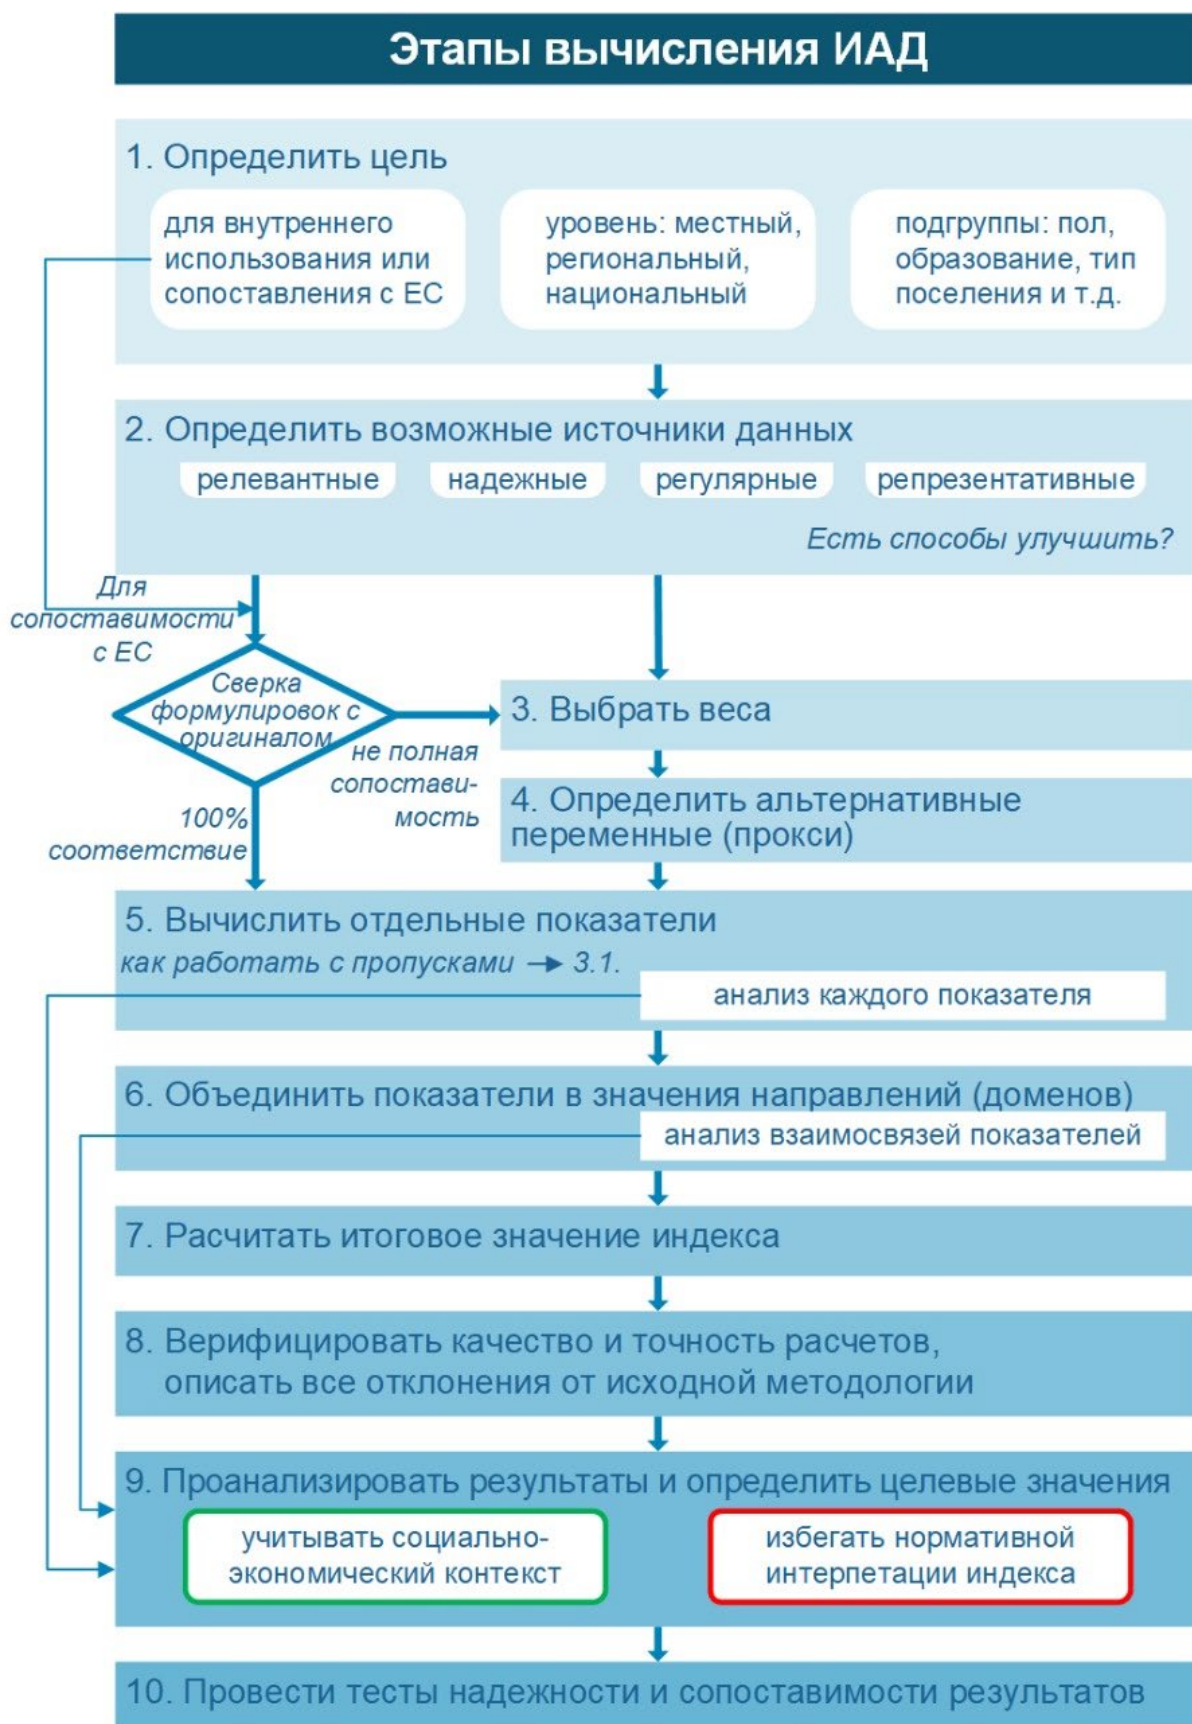 Этапы вычисления ИАД
1. Определить цель
для внутреннего
использования или
сопоставления с ЕС
уровень: местный,
региональный,
национальный
подгруппы: пол,
образование, тип
поселения и т.д.
2. Определить возможные источники данных
релевантные
надежные
регулярные
репрезентативные
Есть способы улучшить?
Для
сопоставимости
с ЕС
Сверка
формулировок с
оригиналом
не полная
сопостави-
мость
100%
соответствие
3. Выбрать веса
4. Определить альтернативные
переменные (прокси)
5. Вычислить отдельные показатели
как работать с пропусками → 3.1.
анализ каждого показателя
6. Объединить показатели в значения направлений (доменов)
анализ взаимосвязей показателей
7. Расчитать итоговое значение индекса
8. Верифицировать качество и точность расчетов,
описать все отклонения от исходной методологии
9. Проанализировать результаты и определить целевые значения
учитывать социально-
экономический контекст
избегать нормативной
интерпетации индекса
10. Провести тесты надежности и сопоставимости результатов